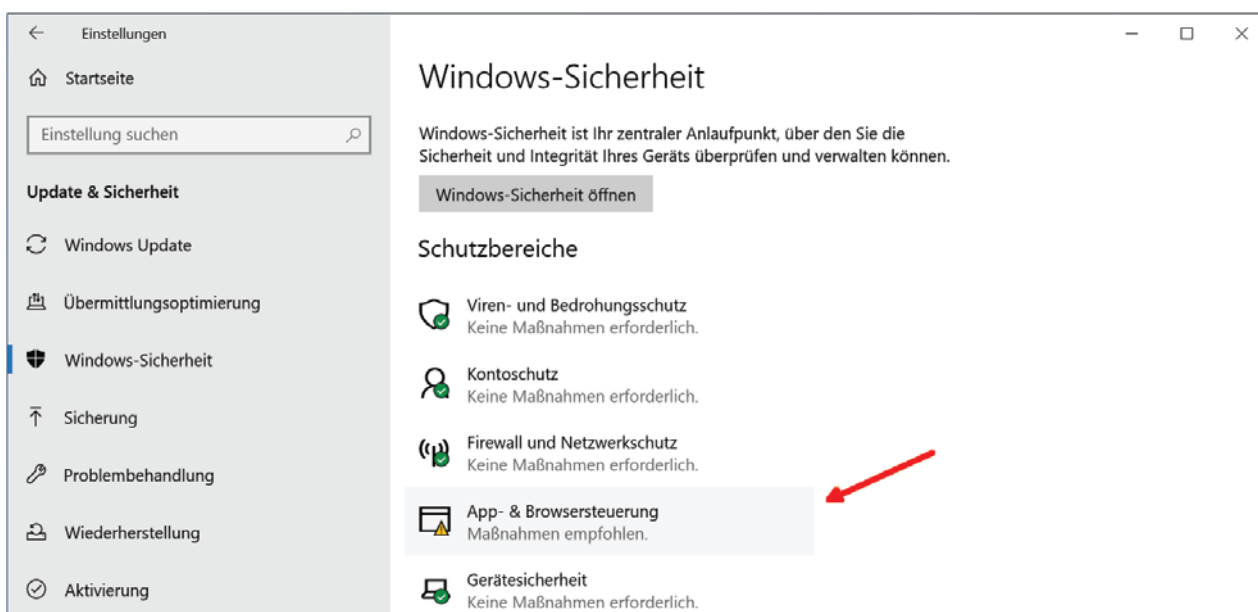 Einstellungen
Startseite
Einstellung suchen
Update & Sicherheit
Windows Update
Übermittlungsoptimierung
Windows-Sicherheit
Sicherung
Problembehandlung
Wiederherstellung
Aktivierung
Windows-Sicherheit
Windows-Sicherheit ist Ihr zentraler Anlaufpunkt, über den Sie die
Sicherheit und Integrität Ihres Geräts überprüfen und verwalten können.
Windows-Sicherheit öffnen
Schutzbereiche
Viren- und Bedrohungsschutz
Keine Maßnahmen erforderlich.
Kontoschutz
Keine Maßnahmen erforderlich.
Firewall und Netzwerkschutz
Keine Maßnahmen erforderlich.
App- & Browsersteuerung
Maßnahmen empfohlen.
Gerätesicherheit
Keine Maßnahmen erforderlich.